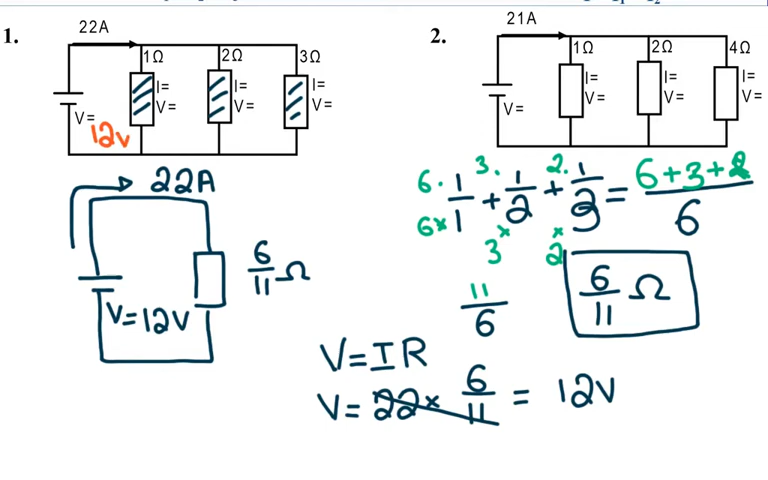 1.
22A
1Ω
2Ω
3Ω
I=
V=
I=
V=
I=
V=
V=
12V
2.
21A
1Ω
2Ω
4Ω
I=
V=
I=
V=
I=
V=
V=
22A
6/11 Ω
V=12V
6· 1/1 + 3· 1/2 + 2· 1/3 = 6+3+2/6
6× 3× 2×
11/6
6/11 Ω
V=IR
V= 22× 6/11 = 12V